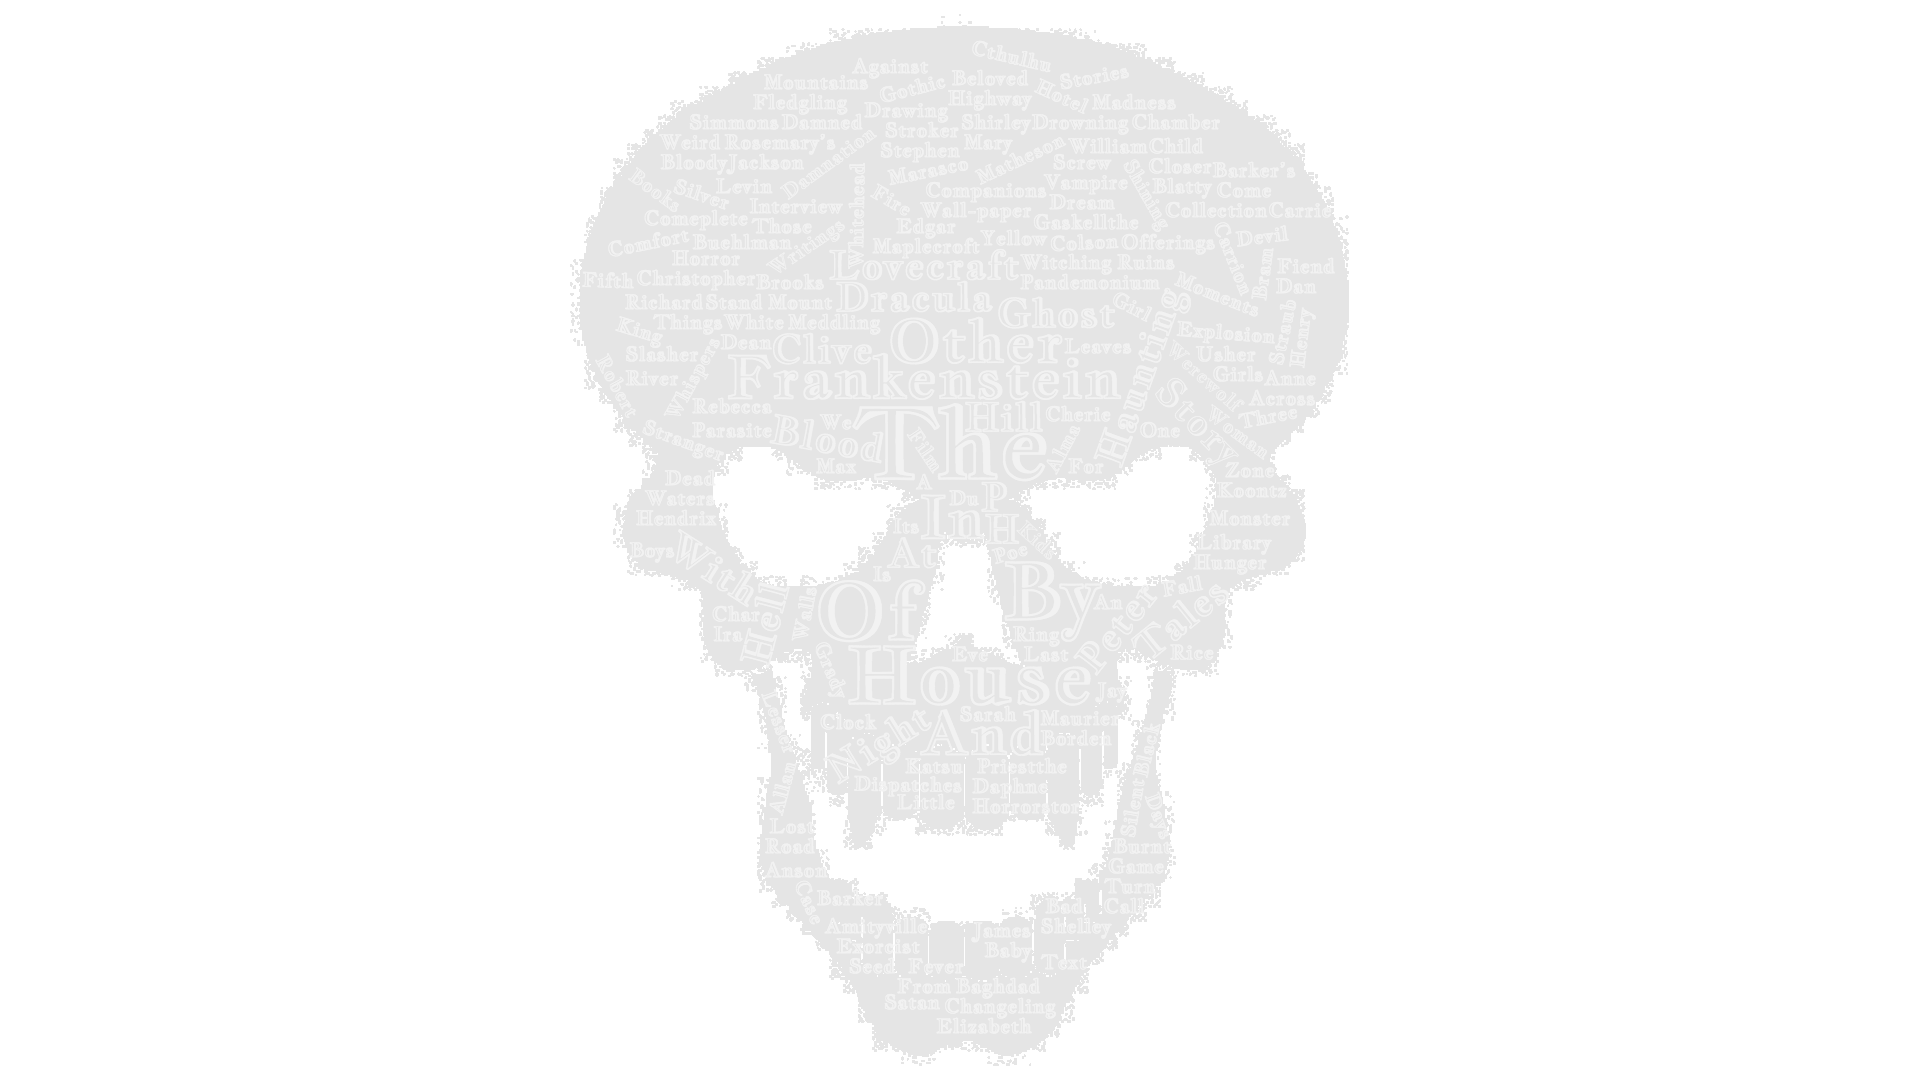 Cthulhu
Against
Mountains Gothic Beloved Stories
Fledgling Drawing Highway Hotel Madness
Simmons Damned Stroker Shirley Drowning Chamber
Weird Rosemary's Damnation Stephen Mary Matheson William Child
Bloody Jackson Marasco Screw Shining Closer Barker's
Books Silver Levin Whitehead Fire Companions Vampire Blatty Come
Comeplete Interview Wall-paper Dream Collection Carrie
Those Writings Edgar Gaskellthe
Comfort Buehlman Maplecroft Yellow Colson Offerings Carrion Devil
Horror Lovecraft Witching Ruins Bram Fiend
Fifth Christopher Brooks Pandemonium Moments Dan
Richard Stand Mount Dracula Ghost Girl Haunting
King Things White Meddling Other Explosion Straub Henry
Slasher Whispers Dean Clive Leaves Werewolf Usher
Robert River Frankenstein Story Girls Anne
Rebecca The Hill Cherie Woman Across
Stranger Parasite Blood We Film Alms One Three
Max For
Dead A Zone
Waters In Du P Koontz
Hendrix Its H Monster
Boys With At Poe Library
Is Hunger
Hell Walls Of By An Peter Fall Tales
Char
Ira Ring
Grady Eve Last Rice
House Jay
Clock Night Sarah Maurier
And Borden Black
Allan Katsu Priestthe
Dispatches Daphne Silent
Little Horrorstor
Lost
Road Burnt
Anson Game
Case Barker Turn
Bad Call
Amityville James Shelley
Exorcist Baby
Seed Fever Text
From Baghdad
Satan Changeling
Elizabeth